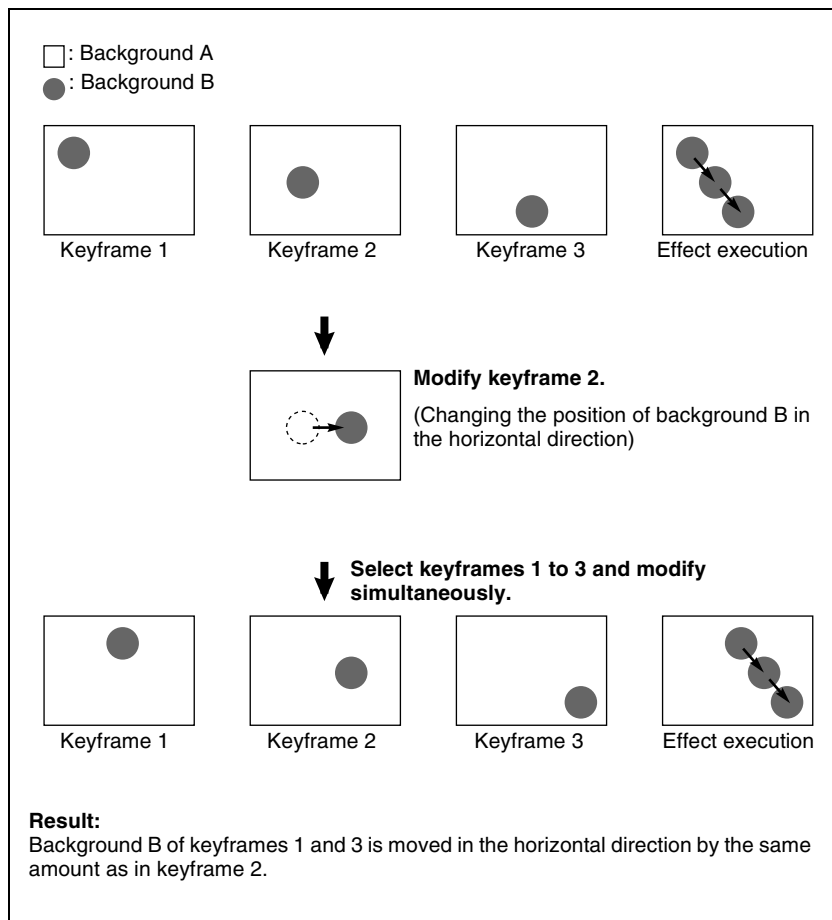 : Background A
: Background B
Keyframe 1
Keyframe 2
Keyframe 3
Effect execution
Modify keyframe 2.
(Changing the position of background B in
the horizontal direction)
Select keyframes 1 to 3 and modify
simultaneously.
Keyframe 1
Keyframe 2
Keyframe 3
Effect execution
Result:
Background B of keyframes 1 and 3 is moved in the horizontal direction by the same
amount as in keyframe 2.